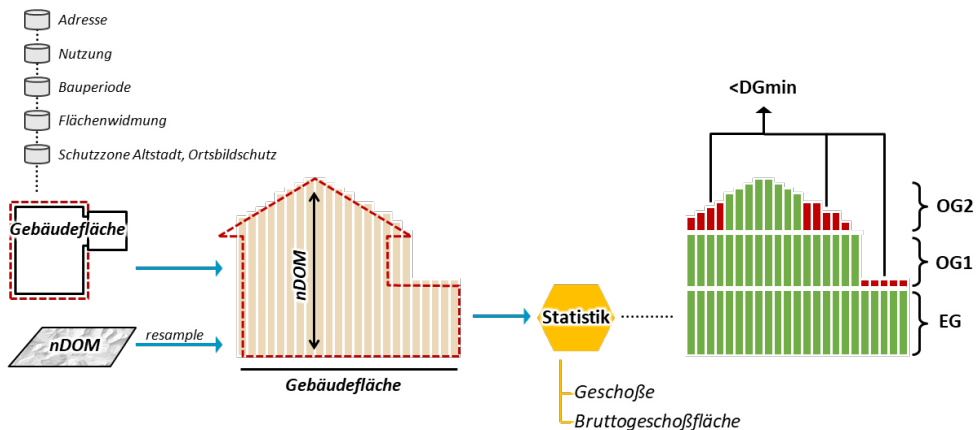 Adresse
Nutzung
Bauperiode
Flächenwidmung
Schutzzone Altstadt, Ortsbildschutz
Gebäudefläche
nDOM
resample
nDOM
Gebäudefläche
Statistik
Geschoße
Bruttogeschoßfläche
<DGmin
OG2
OG1
EG